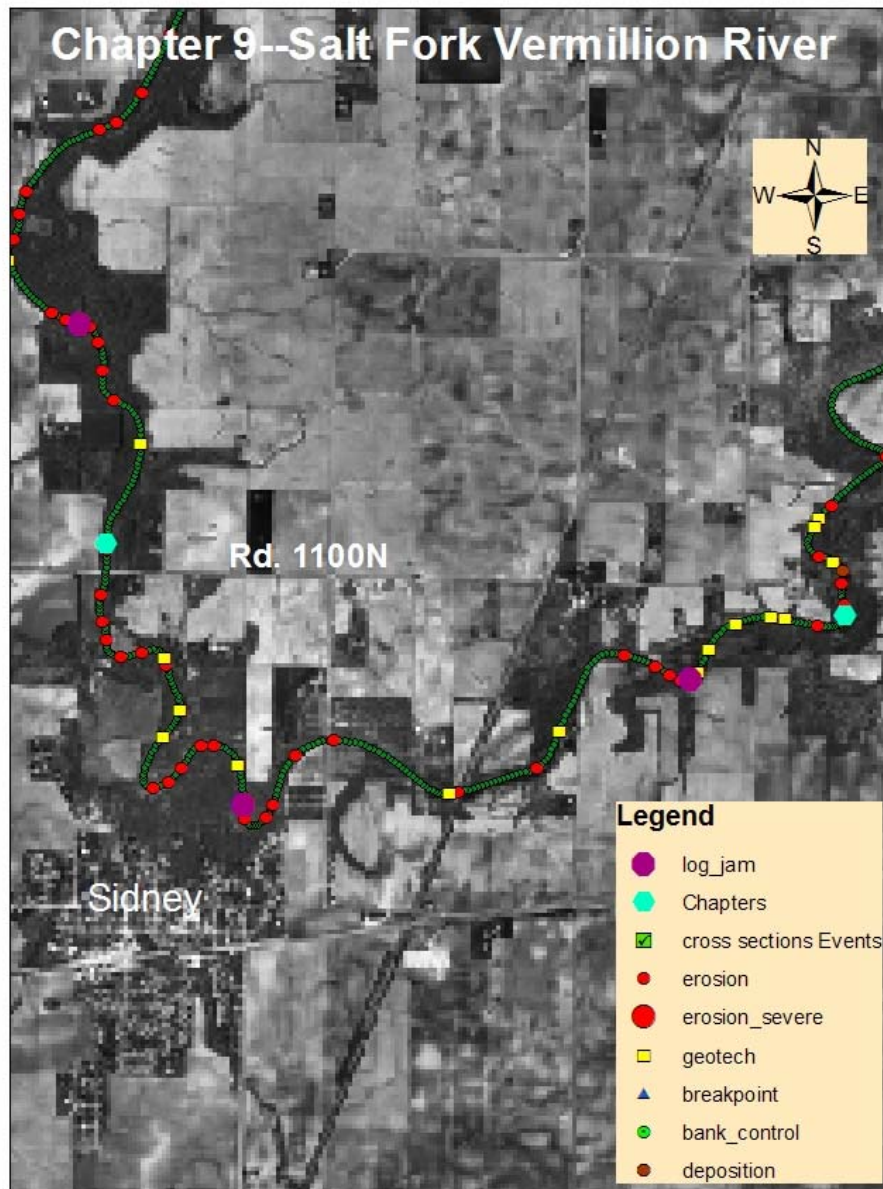 Chapter 9--Salt Fork Vermillion River
N
W E
S
Rd. 1100N
Sidney
Legend
log_jam
Chapters
cross sections Events
erosion
erosion_severe
geotech
breakpoint
bank_control
deposition